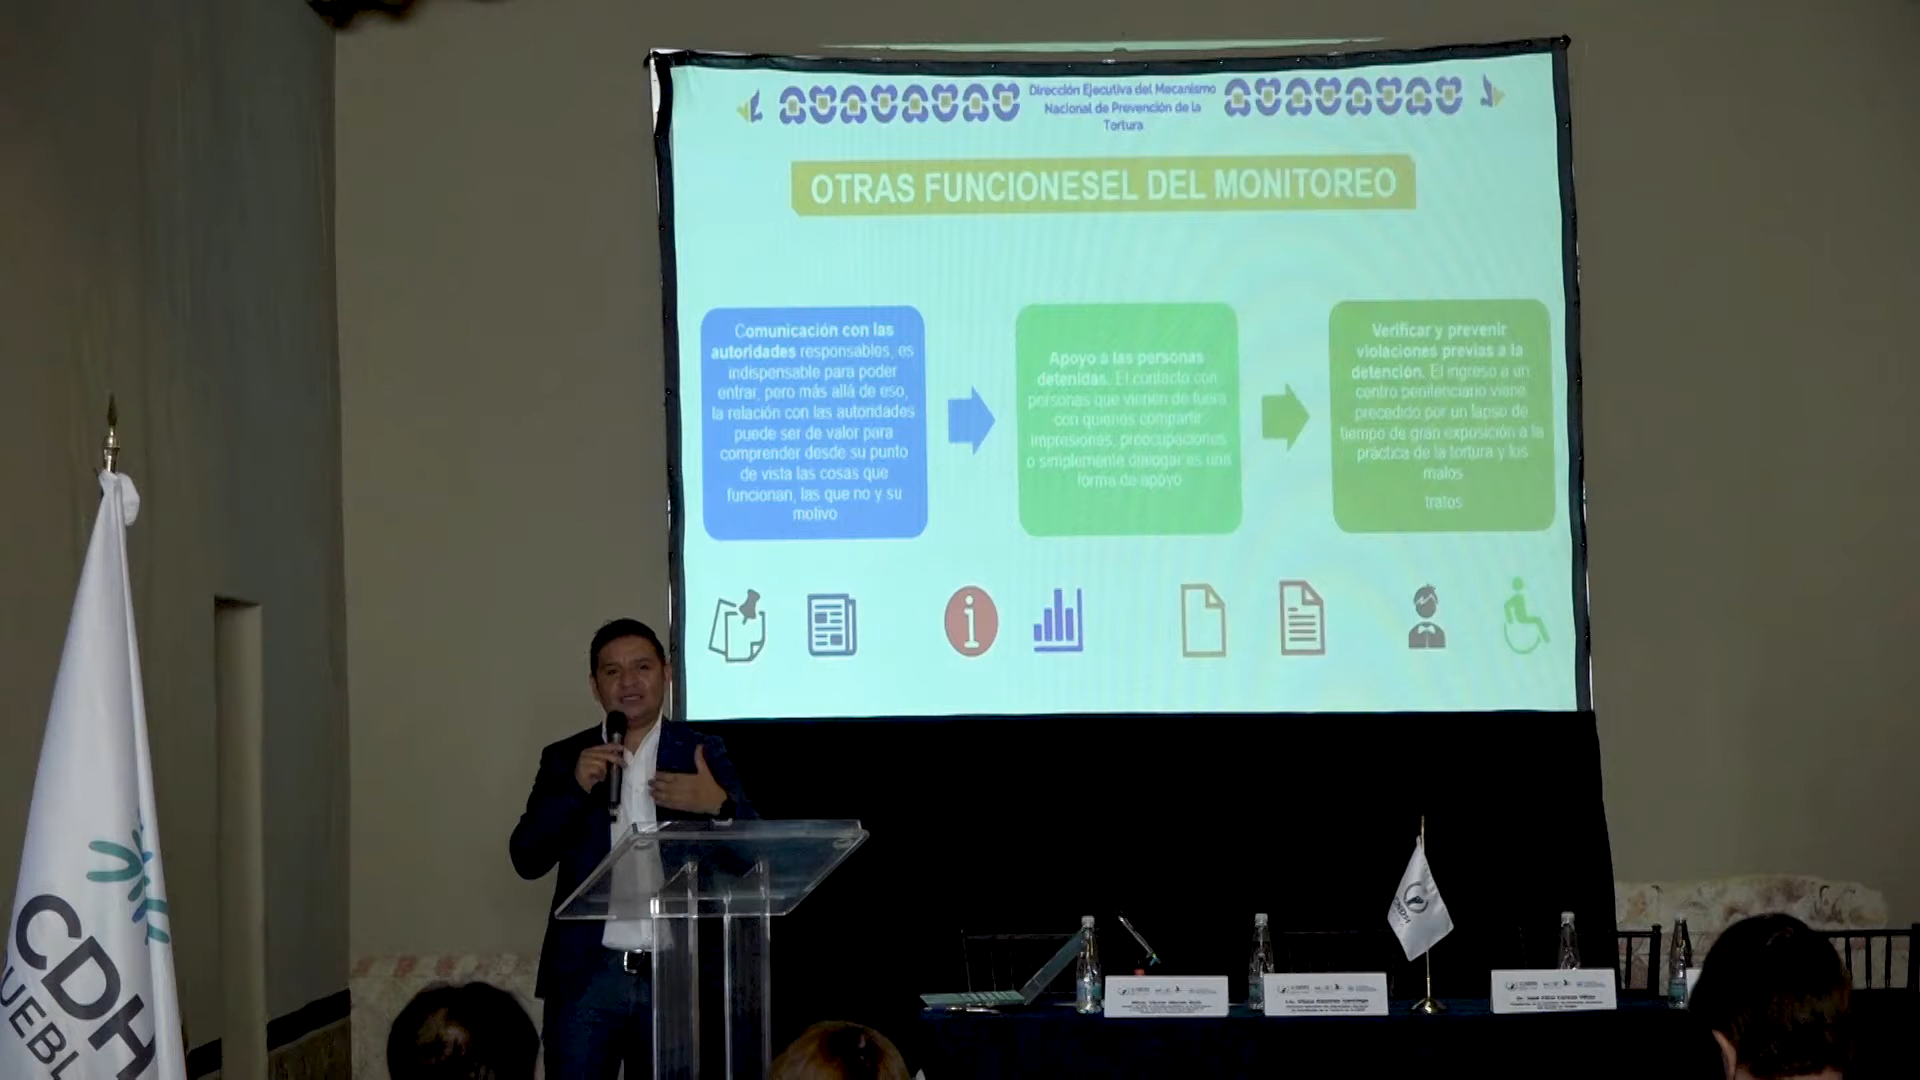 Dirección Ejecutiva del Mecanismo
Nacional de Prevención de la
Tortura
OTRAS FUNCIONESEL DEL MONITOREO
Comunicación con las
autoridades responsables, es
indispensable para poder
entrar, pero más allá de eso,
la relación con las autoridades
puede ser de valor para
comprender desde su punto
de vista las cosas que
funcionan, las que no y su
motivo
Apoyo a las personas
detenidas. El contacto con
personas que vienen de fuera
con quienes compartir
impresiones, preocupaciones
o simplemente dialogar es una
forma de apoyo
Verificar y prevenir
violaciones previas a la
detención. El ingreso a un
centro penitenciario viene
precedido por un lapso de
tiempo de gran exposición a la
práctica de la tortura y los
malos
tratos
CDH
CNDH